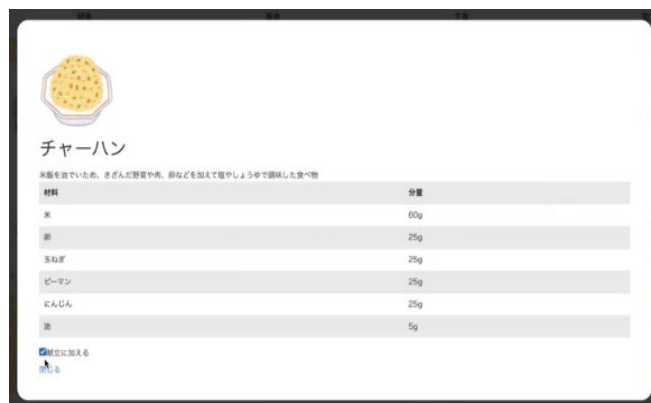 チャーハン
米飯を油でいため、きざんだ野菜や肉、卵などを加えて塩やしょうゆで調味した食べ物
材料 分量
米 60g
卵 25g
玉ねぎ 25g
ピーマン 25g
にんじん 25g
油 5g
献立に加える
閉じる